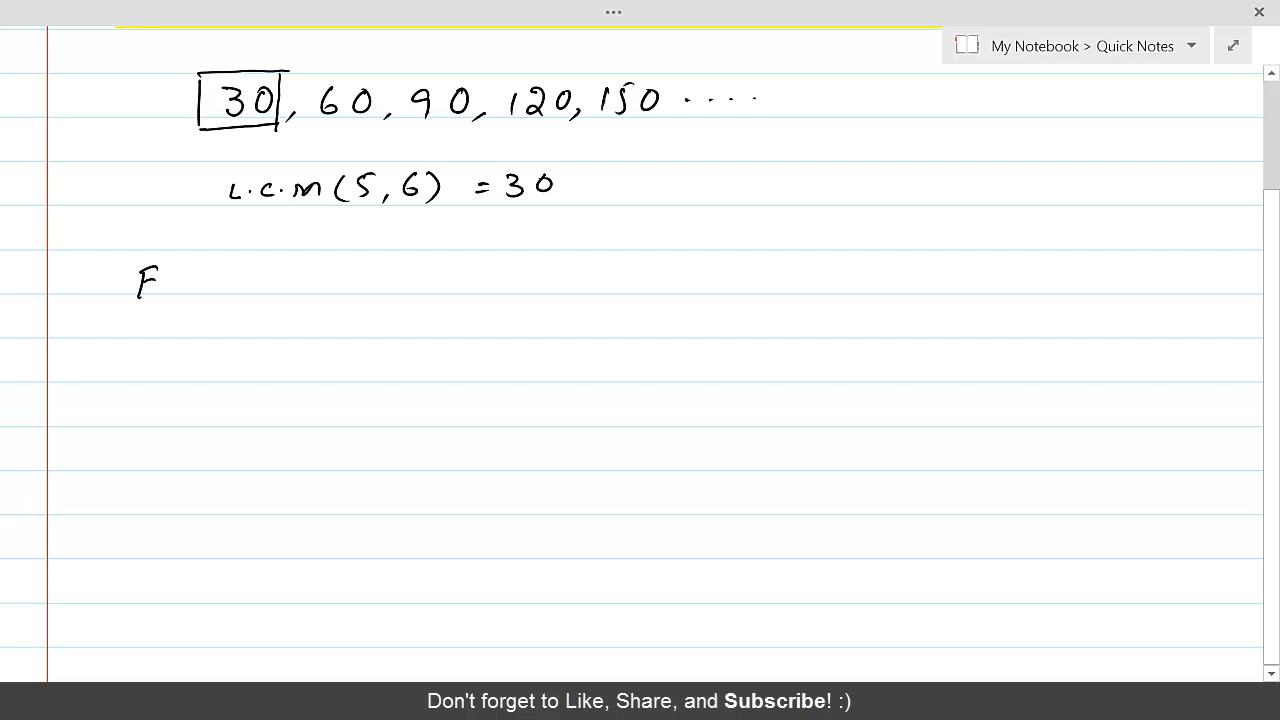 ...
My Notebook > Quick Notes
30, 60, 90, 120, 150 ....
L.C.M (5,6) = 30
F
Don't forget to Like, Share, and Subscribe! :)